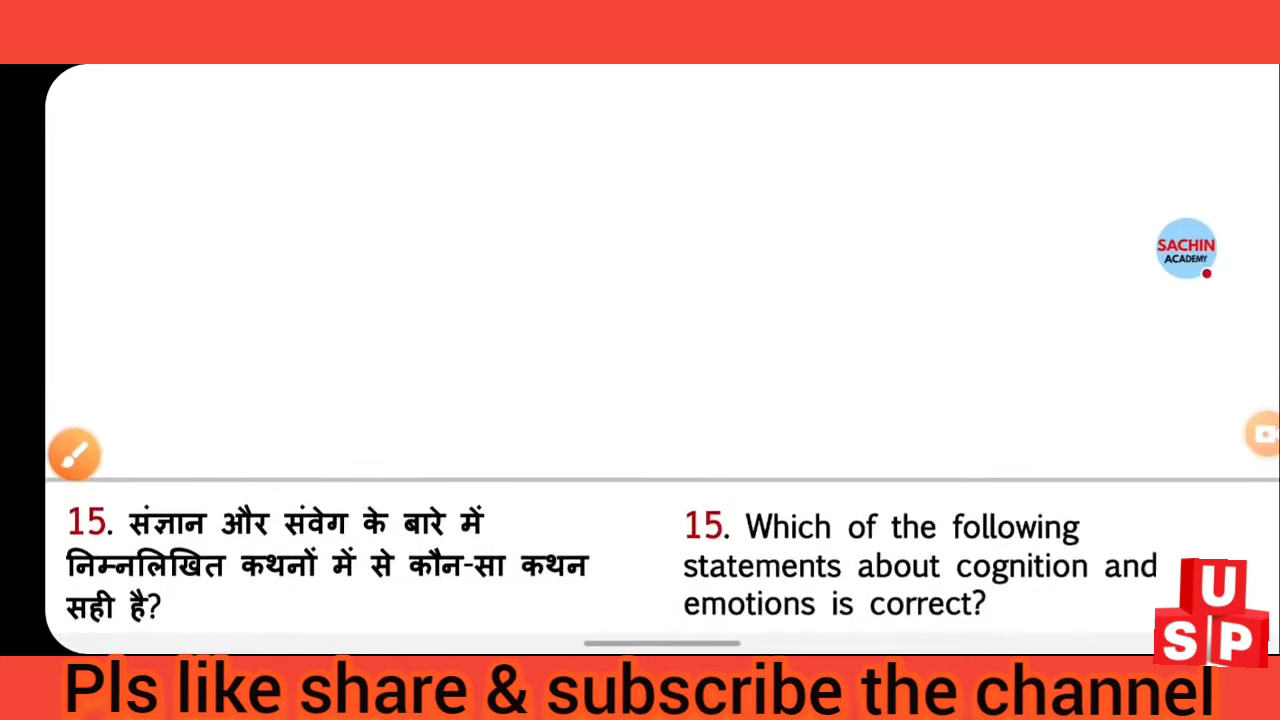 SACHIN
ACADEMY
15. संज्ञान और संवेग के बारे में
निम्नलिखित कथनों में से कौन-सा कथन
सही है?
15. Which of the following
statements about cognition and
emotions is correct?
U
S P
Pls like share & subscribe the channel